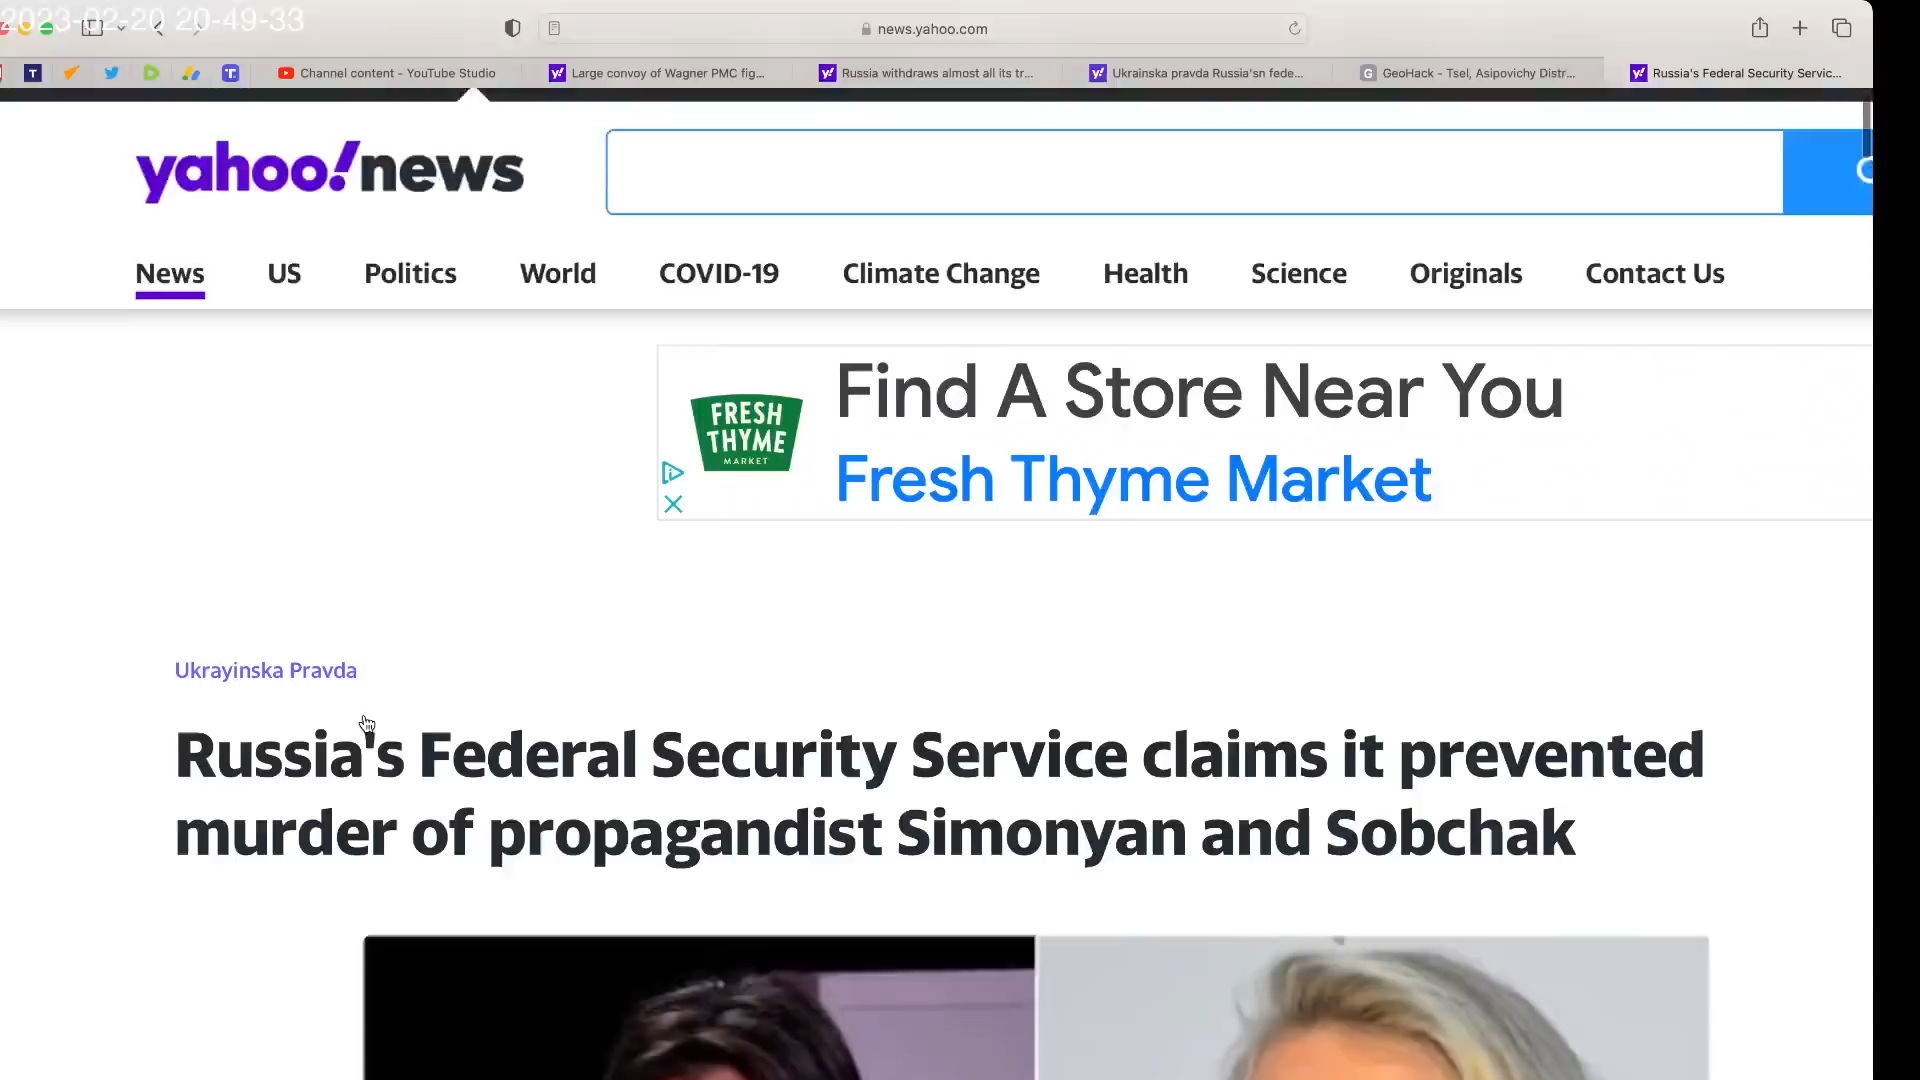 2023-02-20 20-49-33
news.yahoo.com
Channel content - YouTube Studio
Large convoy of Wagner PMC fig...
Russia withdraws almost all its tr...
Ukrainska pravda Russia'sn fede...
GeoHack - Tsel, Asipovichy Distr...
Russia's Federal Security Servic...
yahoo!news
News US Politics World COVID-19 Climate Change Health Science Originals Contact Us
FRESH
THYME
MARKET
Find A Store Near You
Fresh Thyme Market
Ukrayinska Pravda
Russia's Federal Security Service claims it prevented
murder of propagandist Simonyan and Sobchak